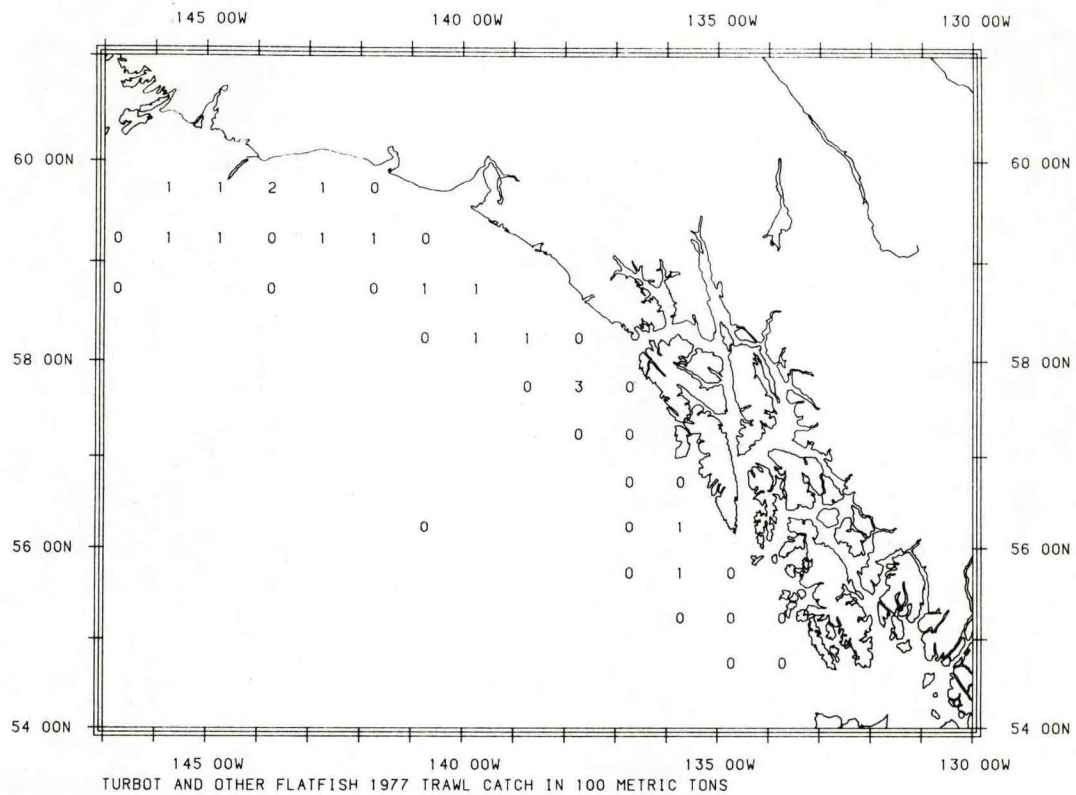 145 00W 140 00W 135 00W 130 00W
60 00N 60 00N
1 1 2 1 0
0 1 1 0 1 1 0
0 0 0 1 1
0 1 1 0
58 00N 58 00N
0 3 0
0 0
0 0
0 0 1
56 00N 56 00N
0 1 0
0 0 0
0 0
54 00N 54 00N
145 00W 140 00W 135 00W 130 00W
TURBOT AND OTHER FLATFISH 1977 TRAWL CATCH IN 100 METRIC TONS